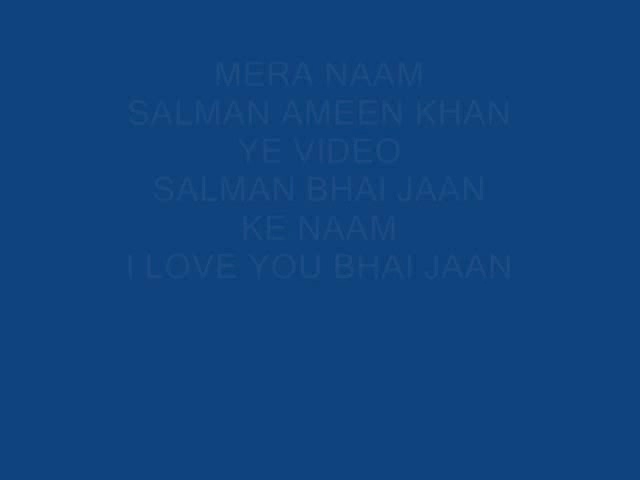 MERA NAAM
SALMAN AMEEN KHAN
YE VIDEO
SALMAN BHAI JAAN
KE NAAM
I LOVE YOU BHAI JAAN